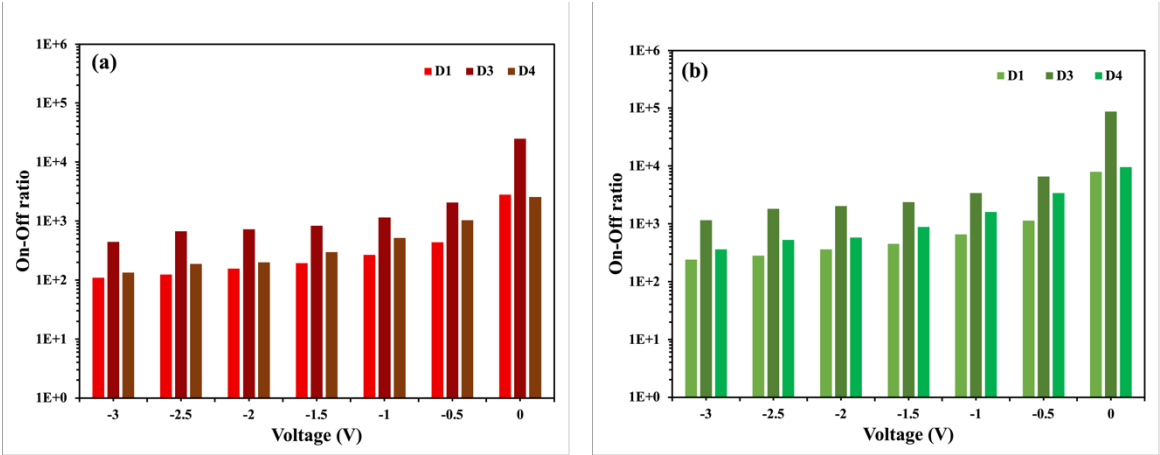 (a)
D1 D3 D4
1E+6
1E+5
1E+4
1E+3
1E+2
1E+1
1E+0
On-Off ratio
-3 -2.5 -2 -1.5 -1 -0.5 0
Voltage (V)
(b)
D1 D3 D4
1E+6
1E+5
1E+4
1E+3
1E+2
1E+1
1E+0
On-Off ratio
-3 -2.5 -2 -1.5 -1 -0.5 0
Voltage (V)